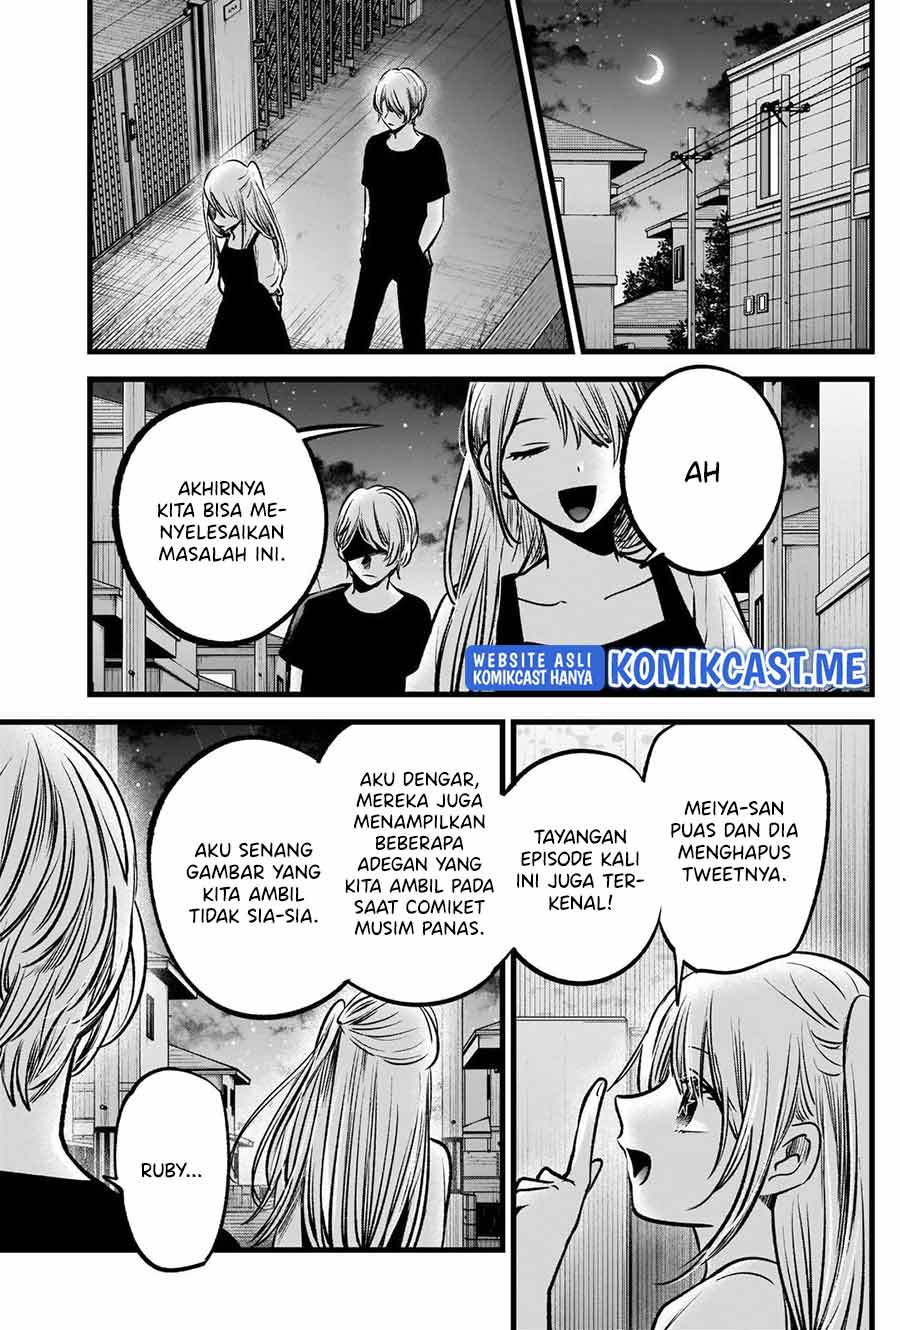 AH
AKHIRNYA
KITA BISA ME-
NYELESAIKAN
MASALAH INI.
WEBSITE ASLI
KOMIKCAST HANYA
KOMIKCAST.ME
MEIYA-SAN
PUAS DAN DIA
MENGHAPUS
TWEETNYA.
TAYANGAN
EPISODE KALI
INI JUGA TER-
KENAL!
AKU DENGAR,
MEREKA JUGA
MENAMPILKAN
BEBERAPA
ADEGAN YANG
KITA AMBIL PADA
SAAT COMIKET
MUSIM PANAS.
AKU SENANG
GAMBAR YANG
KITA AMBIL
TIDAK SIA-SIA.
RUBY...